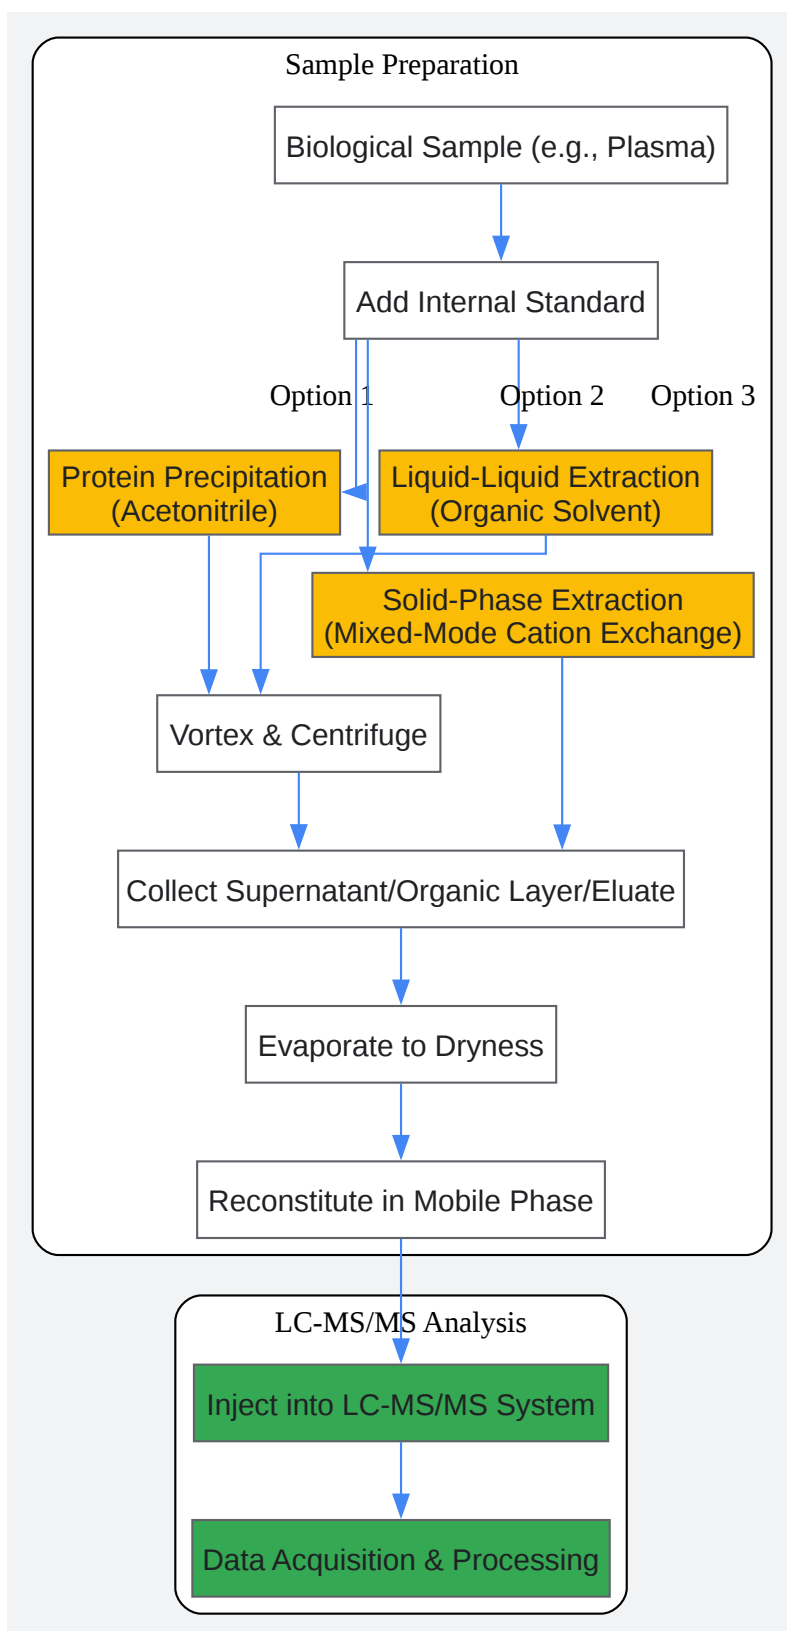 Sample Preparation
Biological Sample (e.g., Plasma)
Add Internal Standard
Option 1
Option 2
Option 3
Protein Precipitation
(Acetonitrile)
Liquid-Liquid Extraction
(Organic Solvent)
Solid-Phase Extraction
(Mixed-Mode Cation Exchange)
Vortex & Centrifuge
Collect Supernatant/Organic Layer/Eluate
Evaporate to Dryness
Reconstitute in Mobile Phase
LC-MS/MS Analysis
Inject into LC-MS/MS System
Data Acquisition & Processing